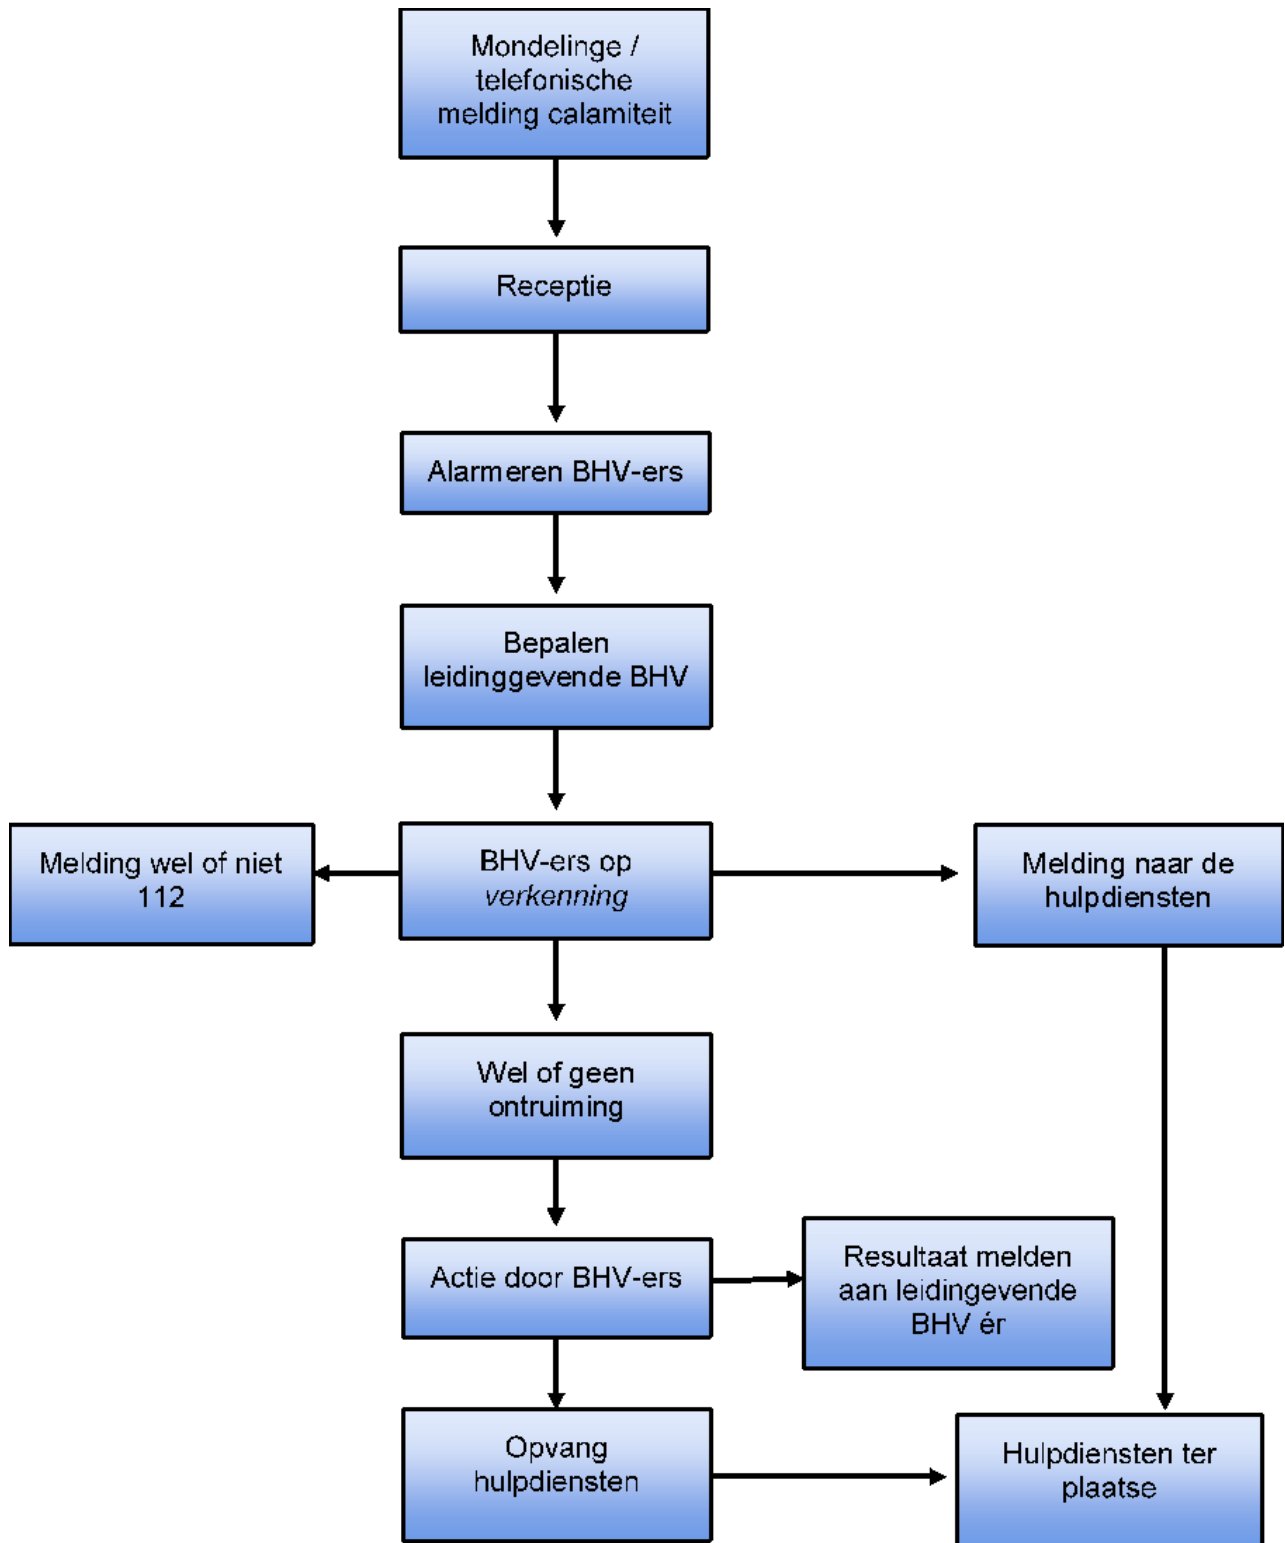 Mondelinge /
telefonische
melding calamiteit
Receptie
Alarmeren BHV-ers
Bepalen
leidinggevende BHV
Melding wel of niet
112
BHV-ers op
verkenning
Melding naar de
hulpdiensten
Wel of geen
ontruiming
Actie door BHV-ers
Resultaat melden
aan leidingevende
BHV ér
Opvang
hulpdiensten
Hulpdiensten ter
plaatse